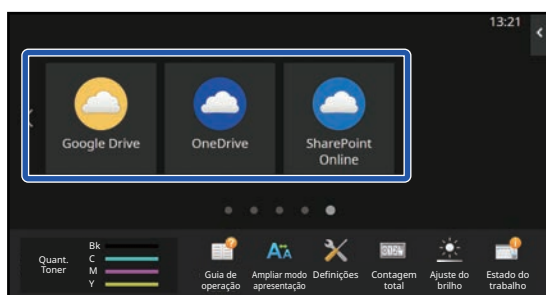 13:21
Google Drive
OneDrive
SharePoint
Online
Quant.
Toner
Bk
C
M
Y
Guia de
operação
Ampliar modo
apresentação
Definições
Contagem
total
Ajuste do
brilho
Estado do
trabalho